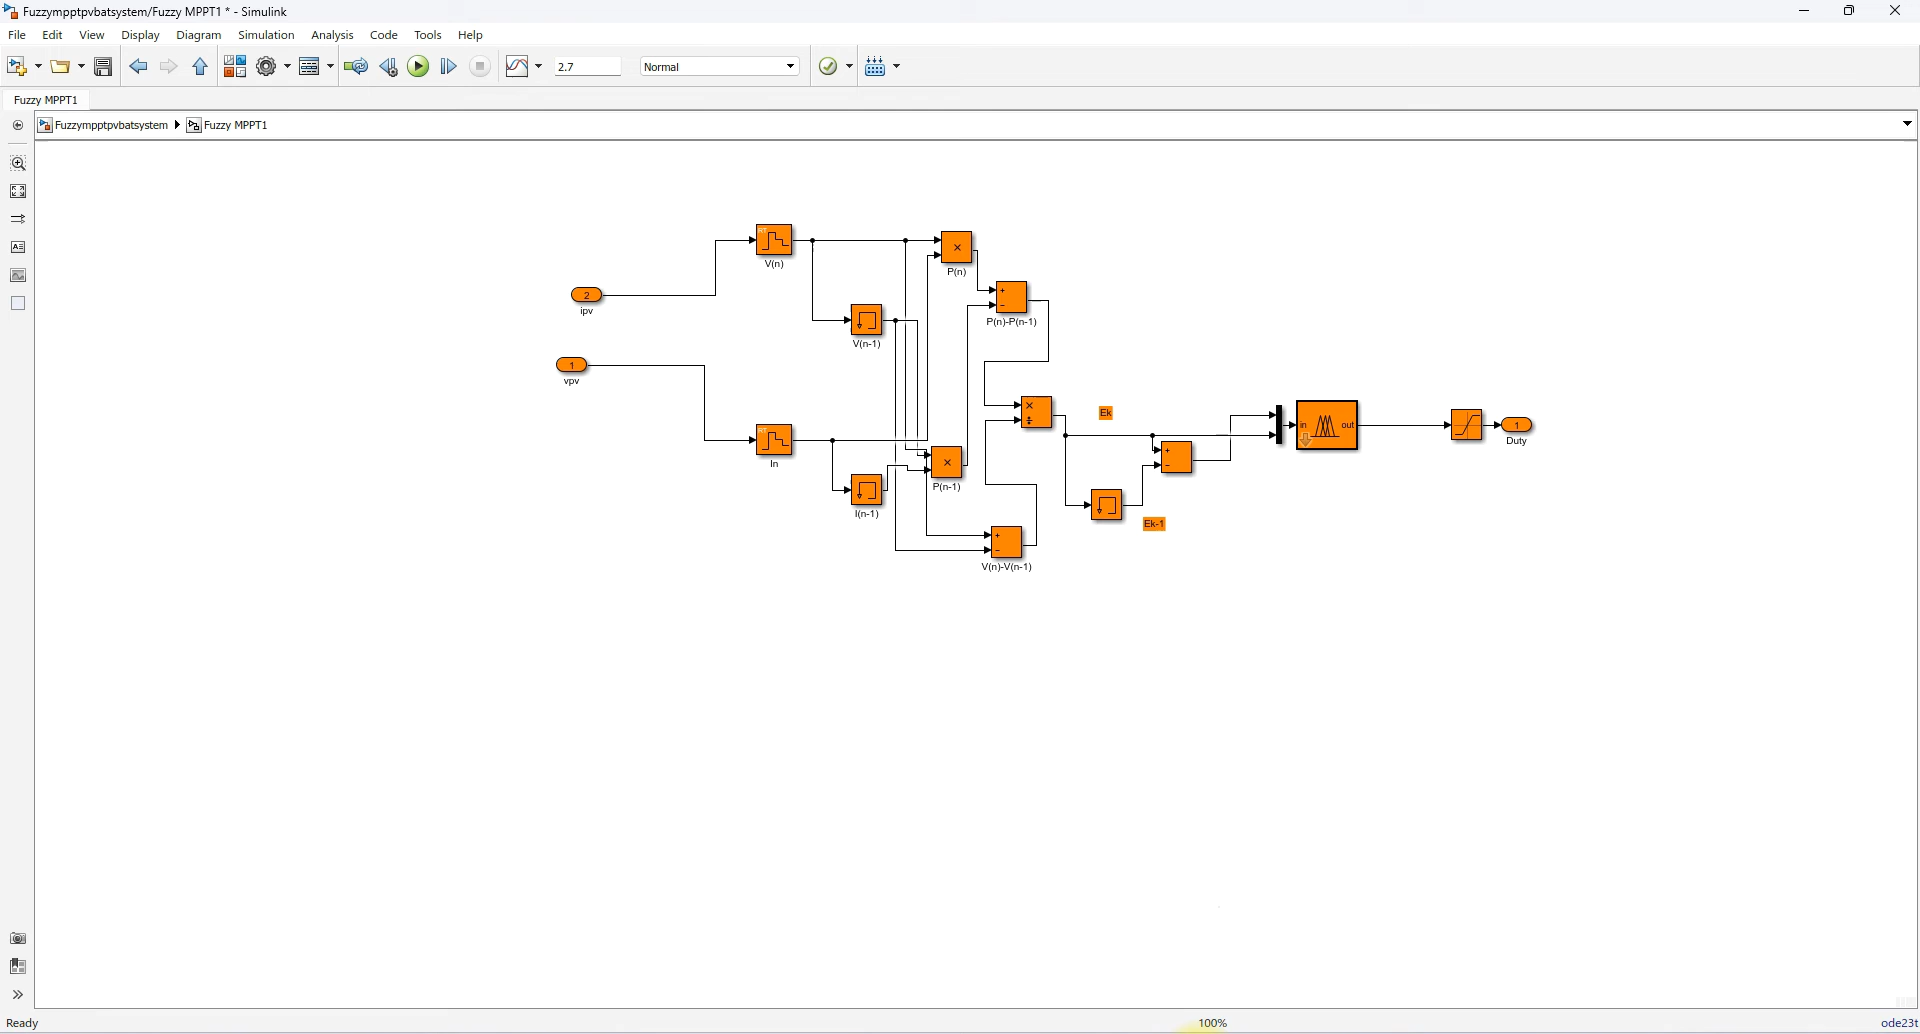 Fuzzympptpvbatsystem/Fuzzy MPPT1 * - Simulink
File Edit View Display Diagram Simulation Analysis Code Tools Help
2.7 Normal
Fuzzy MPPT1
Fuzzympptpvbatsystem Fuzzy MPPT1
RT
V(n)
×
P(n)
2
ipv
+
−
P(n)-P(n-1)
V(n-1)
1
vpv
×
÷
Ek
in out
1
Duty
RT
In
×
P(n-1)
+
−
I(n-1)
Ek-1
+
−
V(n)-V(n-1)
Ready 100% ode23t